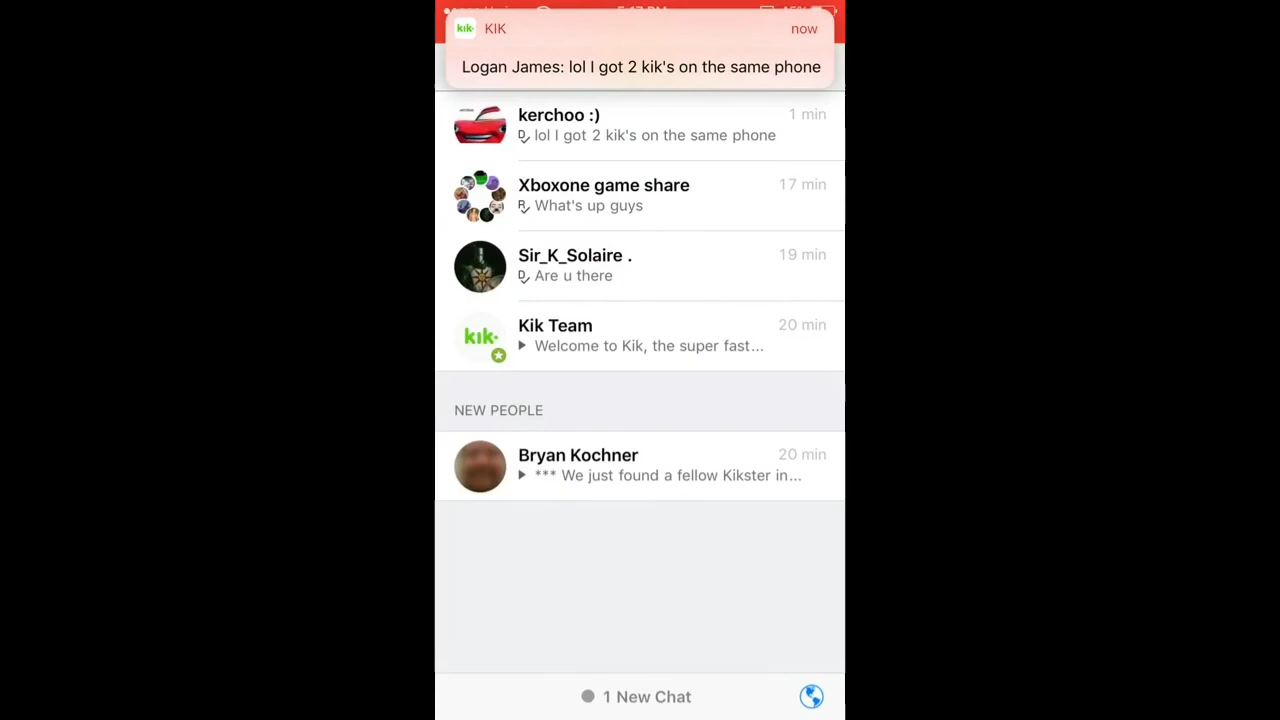 kik· KIK now
Logan James: lol I got 2 kik's on the same phone
kerchoo :) 1 min
D lol I got 2 kik's on the same phone
Xboxone game share 17 min
R What's up guys
Sir_K_Solaire . 19 min
D Are u there
kik· Kik Team 20 min
Welcome to Kik, the super fast...
NEW PEOPLE
Bryan Kochner 20 min
*** We just found a fellow Kikster in...
1 New Chat